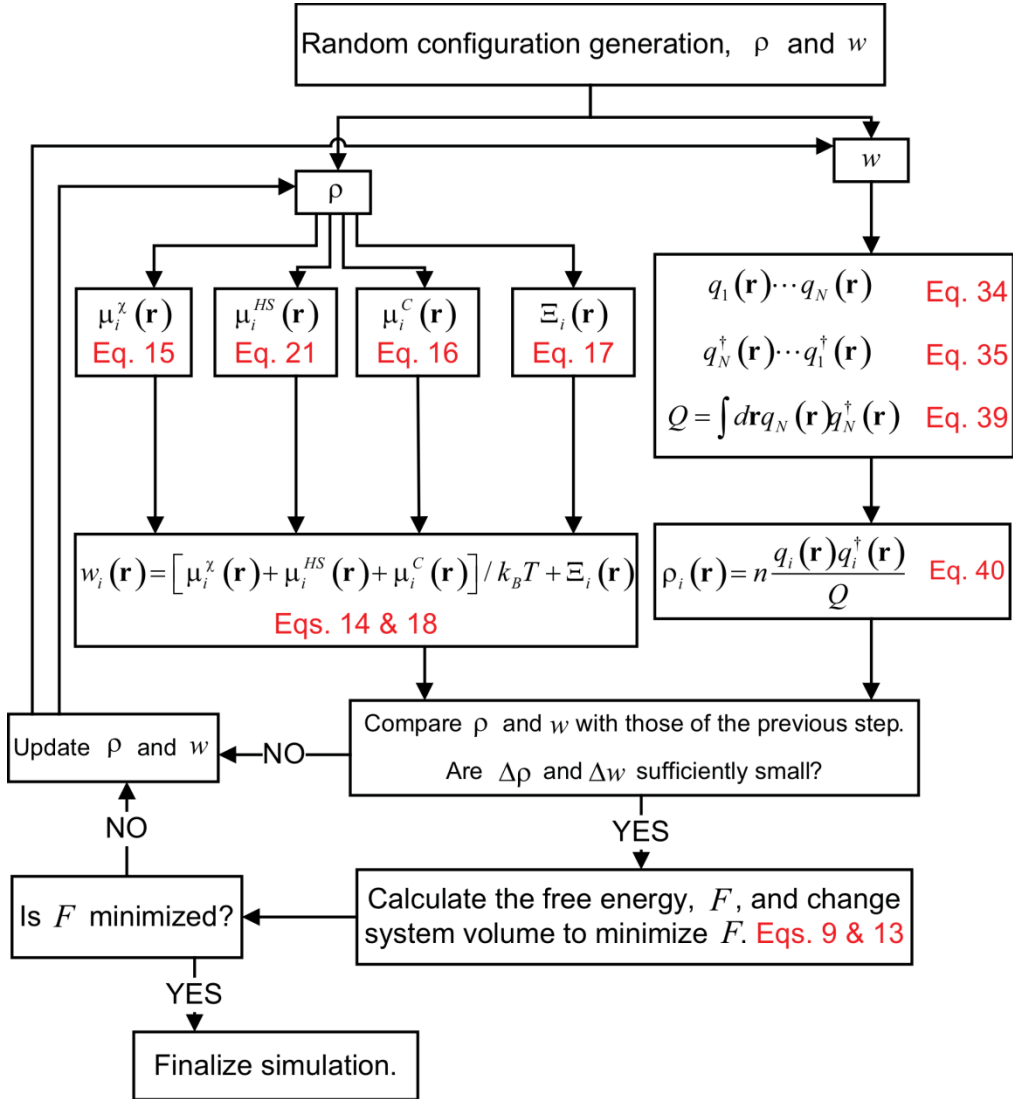 Random configuration generation, ρ and w
w
ρ
μ_i^χ(r)
Eq. 15
μ_i^{HS}(r)
Eq. 21
μ_i^C(r)
Eq. 16
Ξ_i(r)
Eq. 17
q_1(r)⋯q_N(r) Eq. 34
q_N^†(r)⋯q_1^†(r) Eq. 35
Q = ∫drq_N(r)q_N^†(r) Eq. 39
w_i(r) = [μ_i^χ(r) + μ_i^{HS}(r) + μ_i^C(r)] / k_BT + Ξ_i(r)
Eqs. 14 & 18
ρ_i(r) = n q_i(r)q_i^†(r) / Q Eq. 40
Compare ρ and w with those of the previous step.
Are Δρ and Δw sufficiently small?
NO
Update ρ and w
YES
NO
Calculate the free energy, F, and change
system volume to minimize F. Eqs. 9 & 13
Is F minimized?
YES
Finalize simulation.